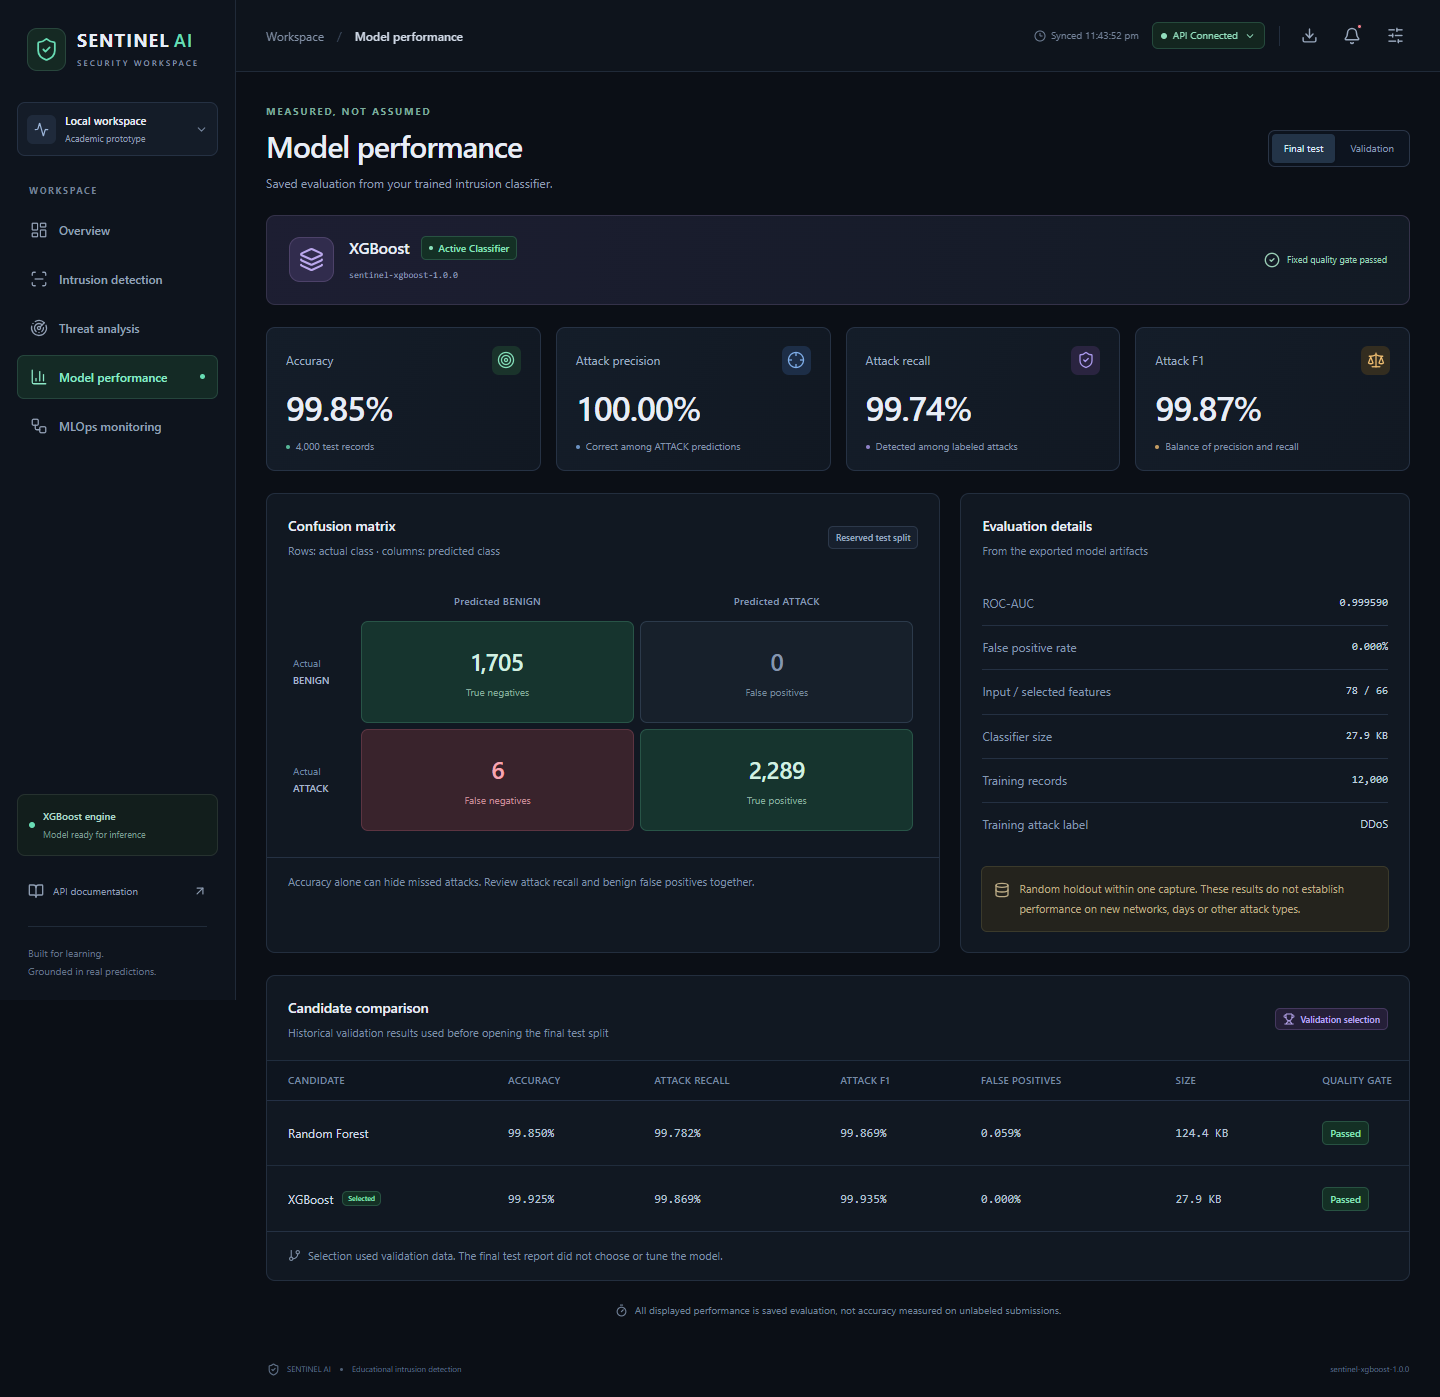 SENTINEL AI
SECURITY WORKSPACE
Local workspace
Academic prototype
WORKSPACE
Overview
Intrusion detection
Threat analysis
Model performance
MLOps monitoring
XGBoost engine
Model ready for inference
API documentation
Built for learning.
Grounded in real predictions.
Workspace / Model performance
Synced 11:43:52 pm
API Connected
MEASURED, NOT ASSUMED
Model performance
Saved evaluation from your trained intrusion classifier.
Final test
Validation
XGBoost
Active Classifier
sentinel-xgboost-1.0.0
Fixed quality gate passed
Accuracy
99.85%
4,000 test records
Attack precision
100.00%
Correct among ATTACK predictions
Attack recall
99.74%
Detected among labeled attacks
Attack F1
99.87%
Balance of precision and recall
Confusion matrix
Rows: actual class · columns: predicted class
Reserved test split
Predicted BENIGN
Predicted ATTACK
Actual
BENIGN
1,705
True negatives
0
False positives
Actual
ATTACK
6
False negatives
2,289
True positives
Accuracy alone can hide missed attacks. Review attack recall and benign false positives together.
Evaluation details
From the exported model artifacts
ROC-AUC 0.999590
False positive rate 0.000%
Input / selected features 78 / 66
Classifier size 27.9 KB
Training records 12,000
Training attack label DDoS
Random holdout within one capture. These results do not establish
performance on new networks, days or other attack types.
Candidate comparison
Historical validation results used before opening the final test split
Validation selection
CANDIDATE ACCURACY ATTACK RECALL ATTACK F1 FALSE POSITIVES SIZE QUALITY GATE
Random Forest 99.850% 99.782% 99.869% 0.059% 124.4 KB Passed
XGBoost Selected 99.925% 99.869% 99.935% 0.000% 27.9 KB Passed
Selection used validation data. The final test report did not choose or tune the model.
All displayed performance is saved evaluation, not accuracy measured on unlabeled submissions.
SENTINEL AI • Educational intrusion detection
sentinel-xgboost-1.0.0